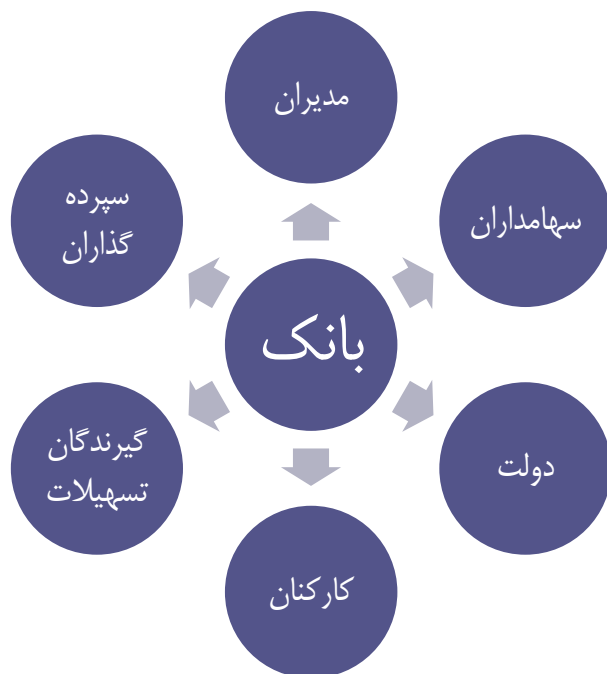 مدیران
سهامداران
سپرده
گذاران
بانک
دولت
گیرندگان
تسهیلات
کارکنان